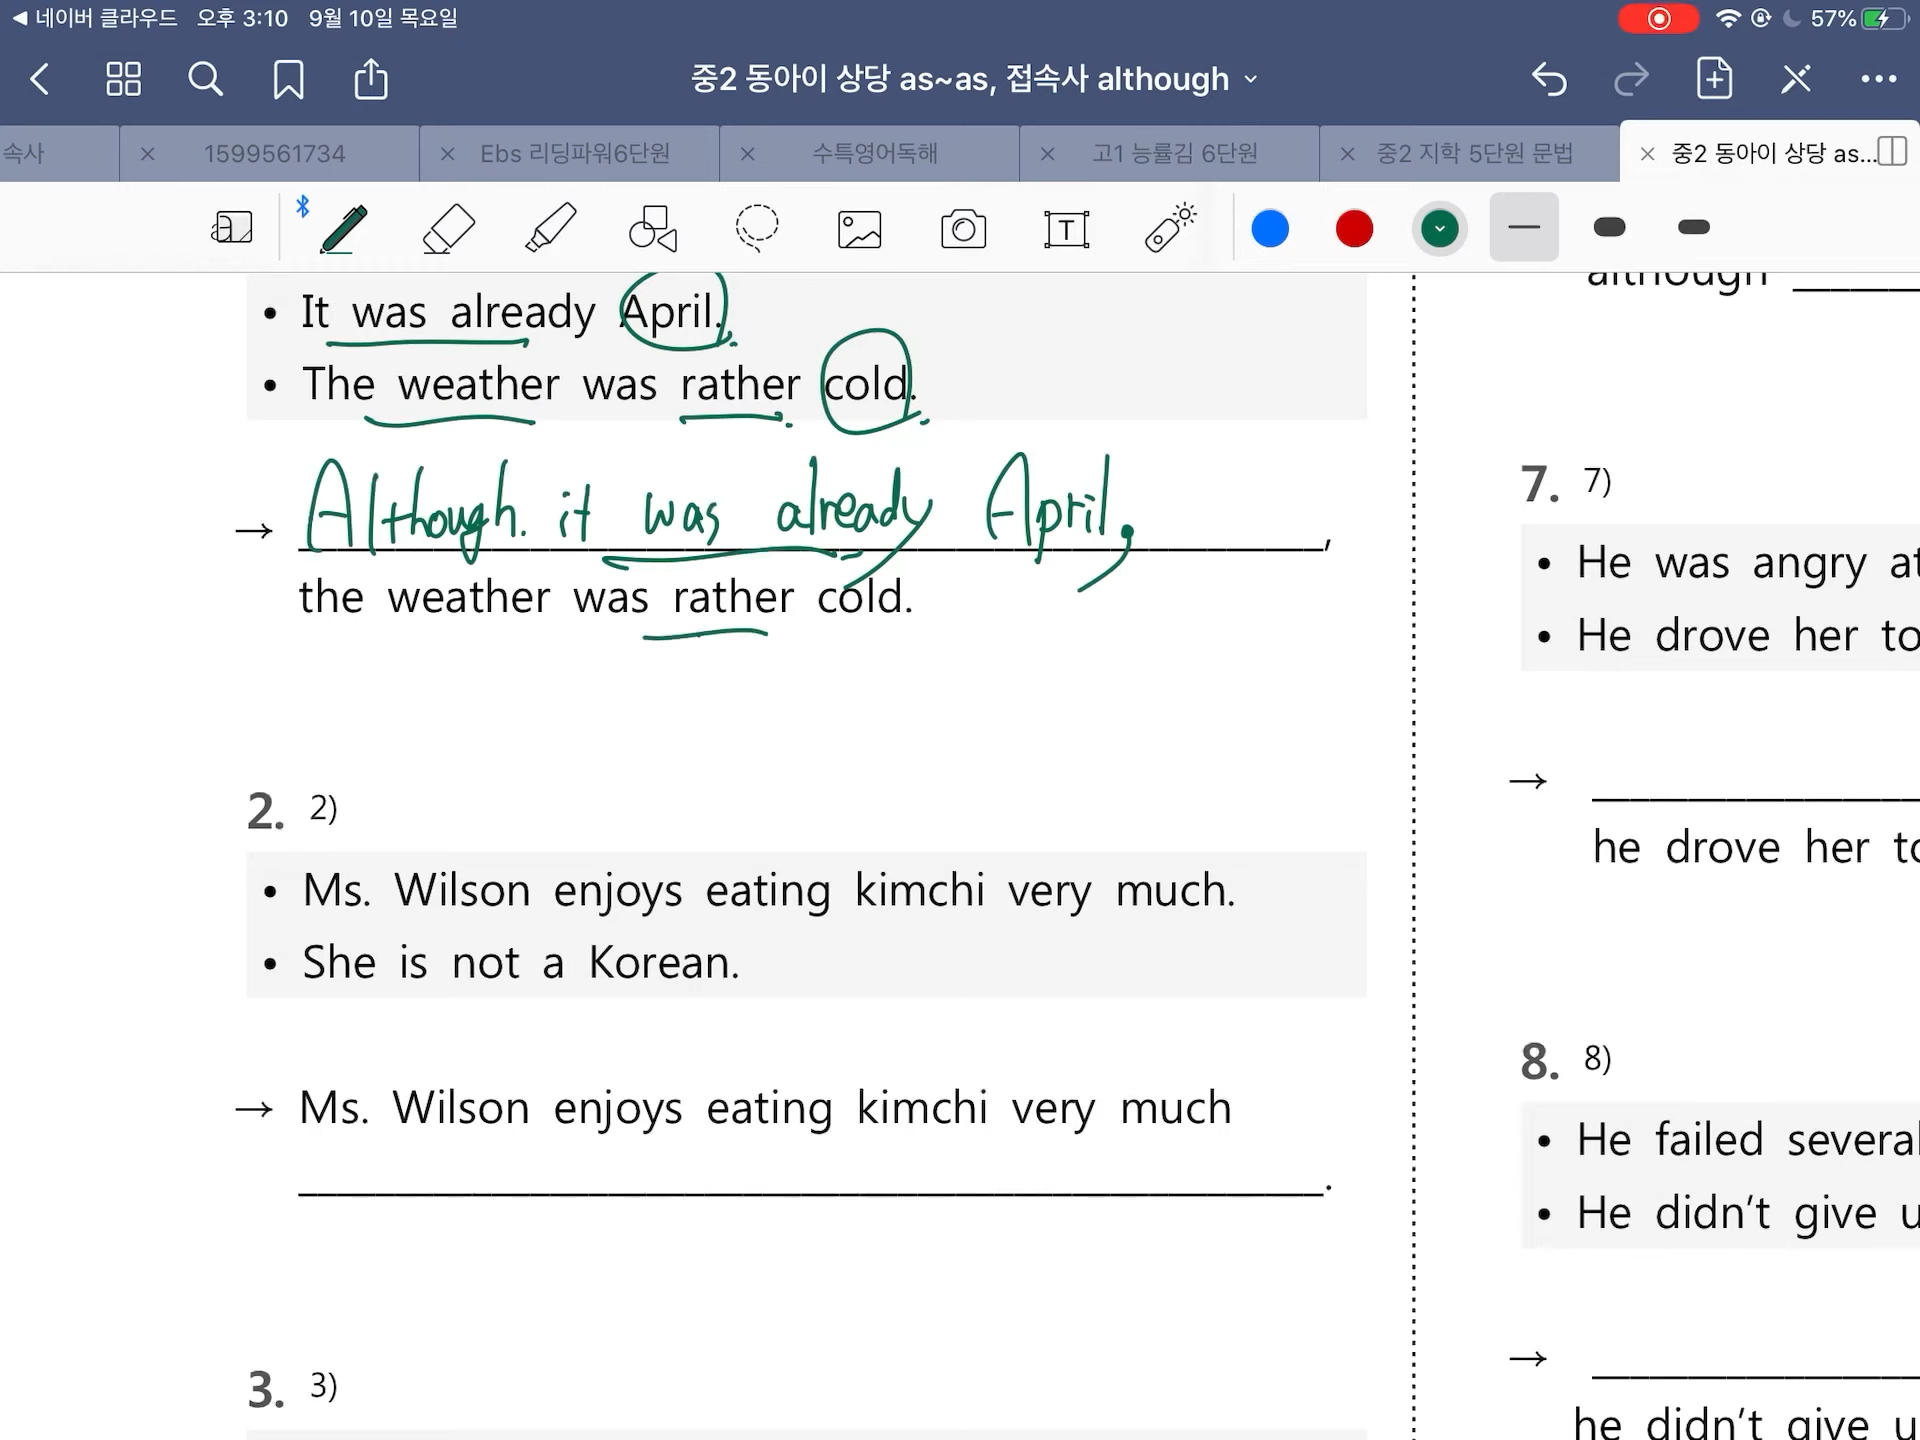 네이버 클라우드 오후 3:10 9월 10일 목요일 57%
중2 동아이 상당 as~as, 접속사 although
속사 1599561734 Ebs 리딩파워6단원 수특영어독해 고1 능률김 6단원 중2 지학 5단원 문법 중2 동아이 상당 as...
• It was already April.
• The weather was rather cold.
→ Although it was already April,
the weather was rather cold.
2. 2)
• Ms. Wilson enjoys eating kimchi very much.
• She is not a Korean.
→ Ms. Wilson enjoys eating kimchi very much
.
3. 3)
although
7. 7)
• He was angry at
• He drove her to
→
he drove her to
8. 8)
• He failed several
• He didn't give u
→
he didn't give u